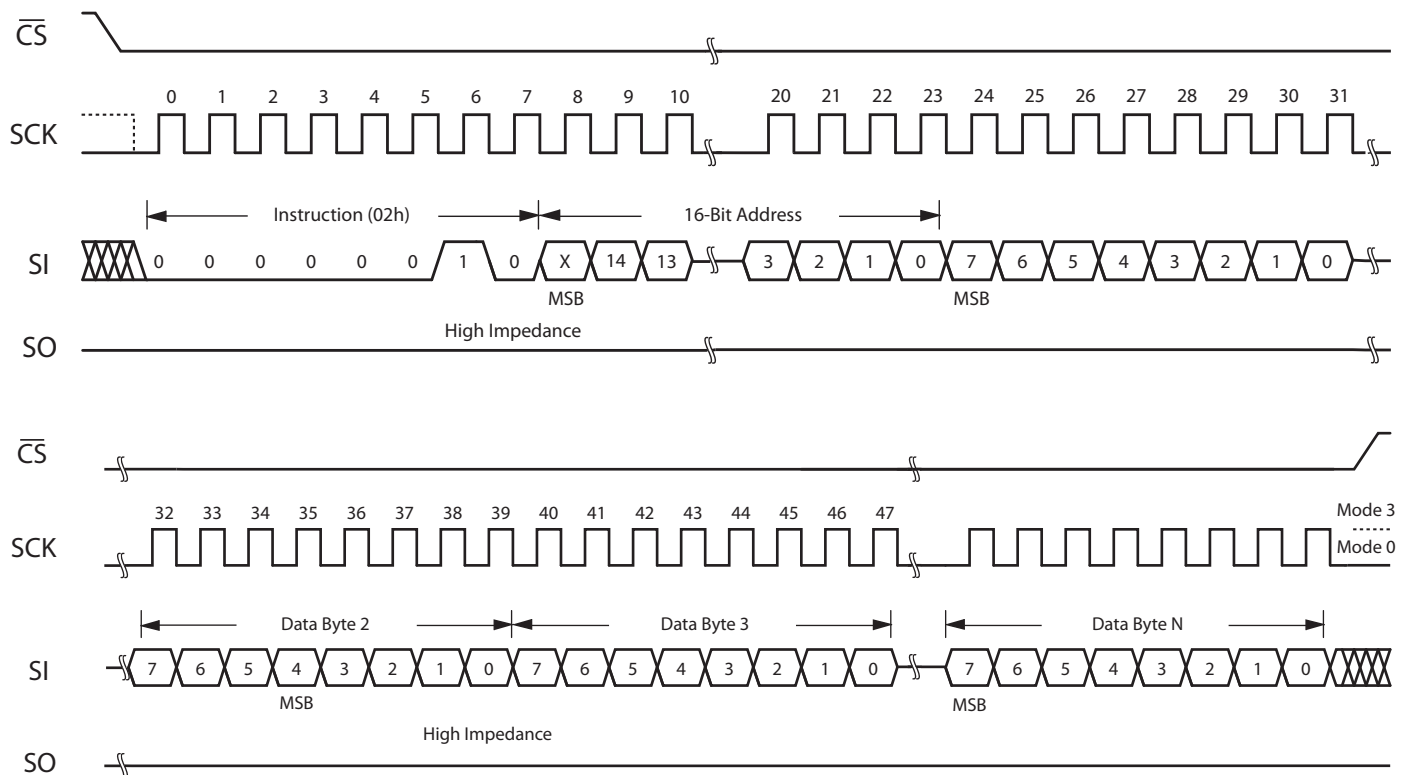 CS
0 1 2 3 4 5 6 7 8 9 10 20 21 22 23 24 25 26 27 28 29 30 31
SCK
Instruction (02h) 16-Bit Address
SI 0 0 0 0 0 0 1 0 X 14 13 3 2 1 0 7 6 5 4 3 2 1 0
MSB MSB
High Impedance
SO
CS
32 33 34 35 36 37 38 39 40 41 42 43 44 45 46 47 Mode 3
SCK Mode 0
Data Byte 2 Data Byte 3 Data Byte N
SI 7 6 5 4 3 2 1 0 7 6 5 4 3 2 1 0 7 6 5 4 3 2 1 0
MSB MSB
High Impedance
SO